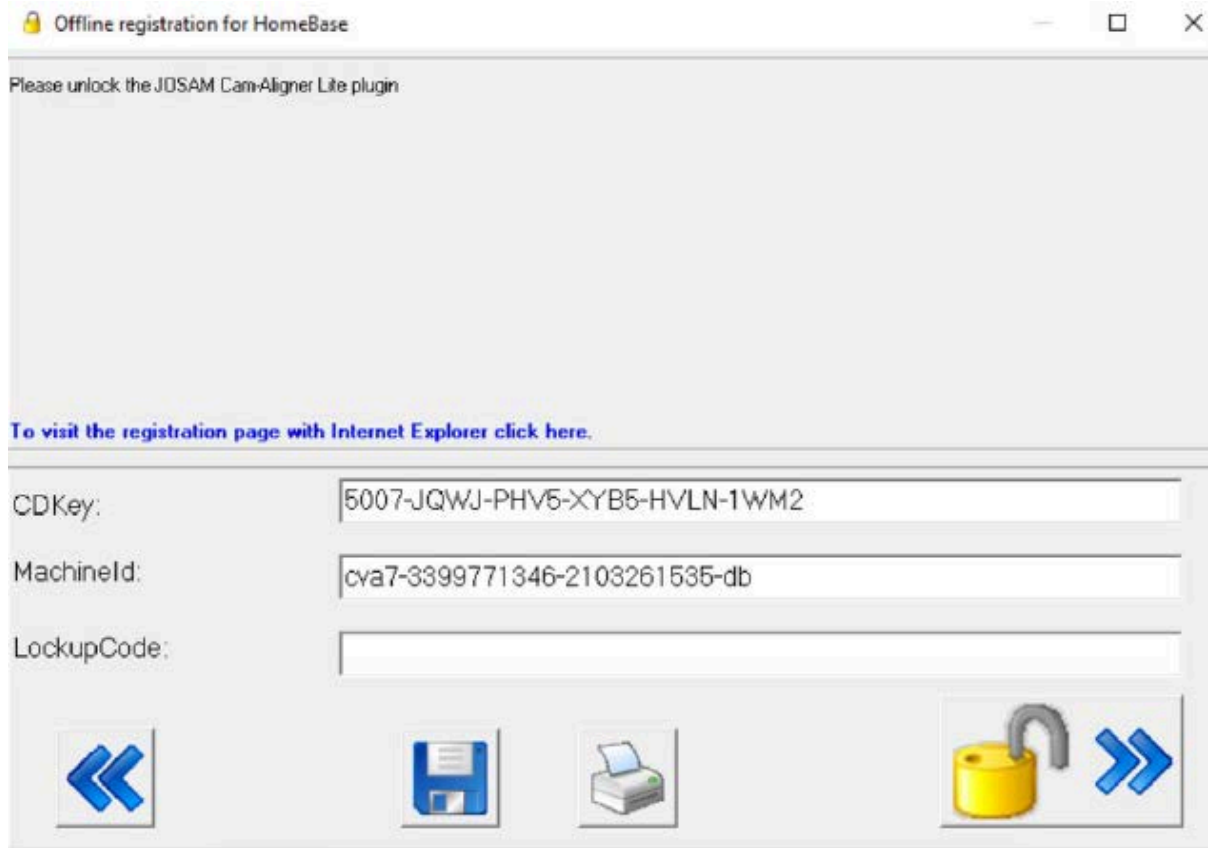 Offline registration for HomeBase
Please unlock the JOSAM Cam-Aligner Lite plugin
To visit the registration page with Internet Explorer click here.
CDKey: 5007-JQWJ-PHV5-XYB5-HVLN-1WM2
MachineId: cva7-3399771346-2103261535-db
LockupCode: